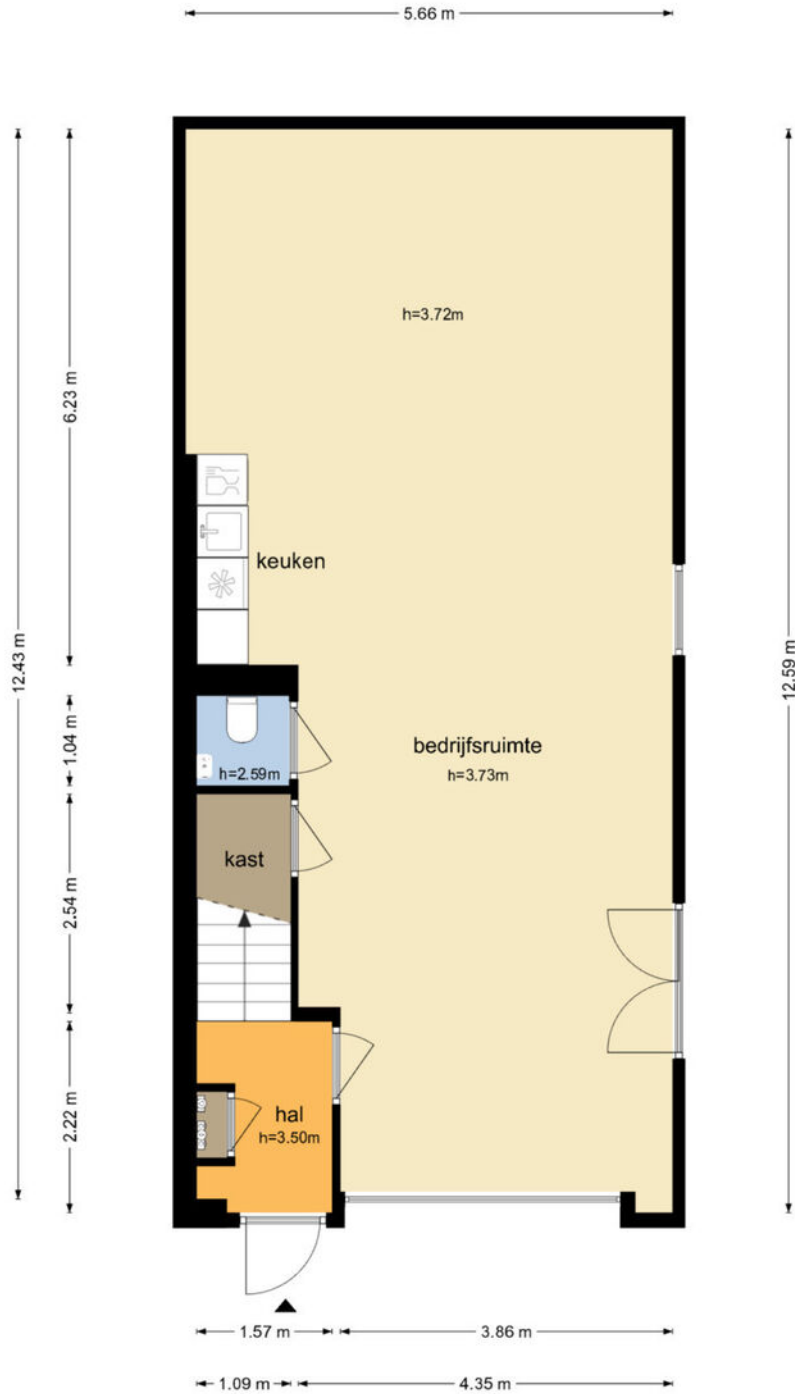 5.66 m
h=3.72m
6.23 m
keuken
12.43 m
12.59 m
1.04 m
bedrijfsruimte
h=3.73m
h=2.59m
kast
2.54 m
2.22 m
hal
h=3.50m
1.57 m
3.86 m
1.09 m
4.35 m